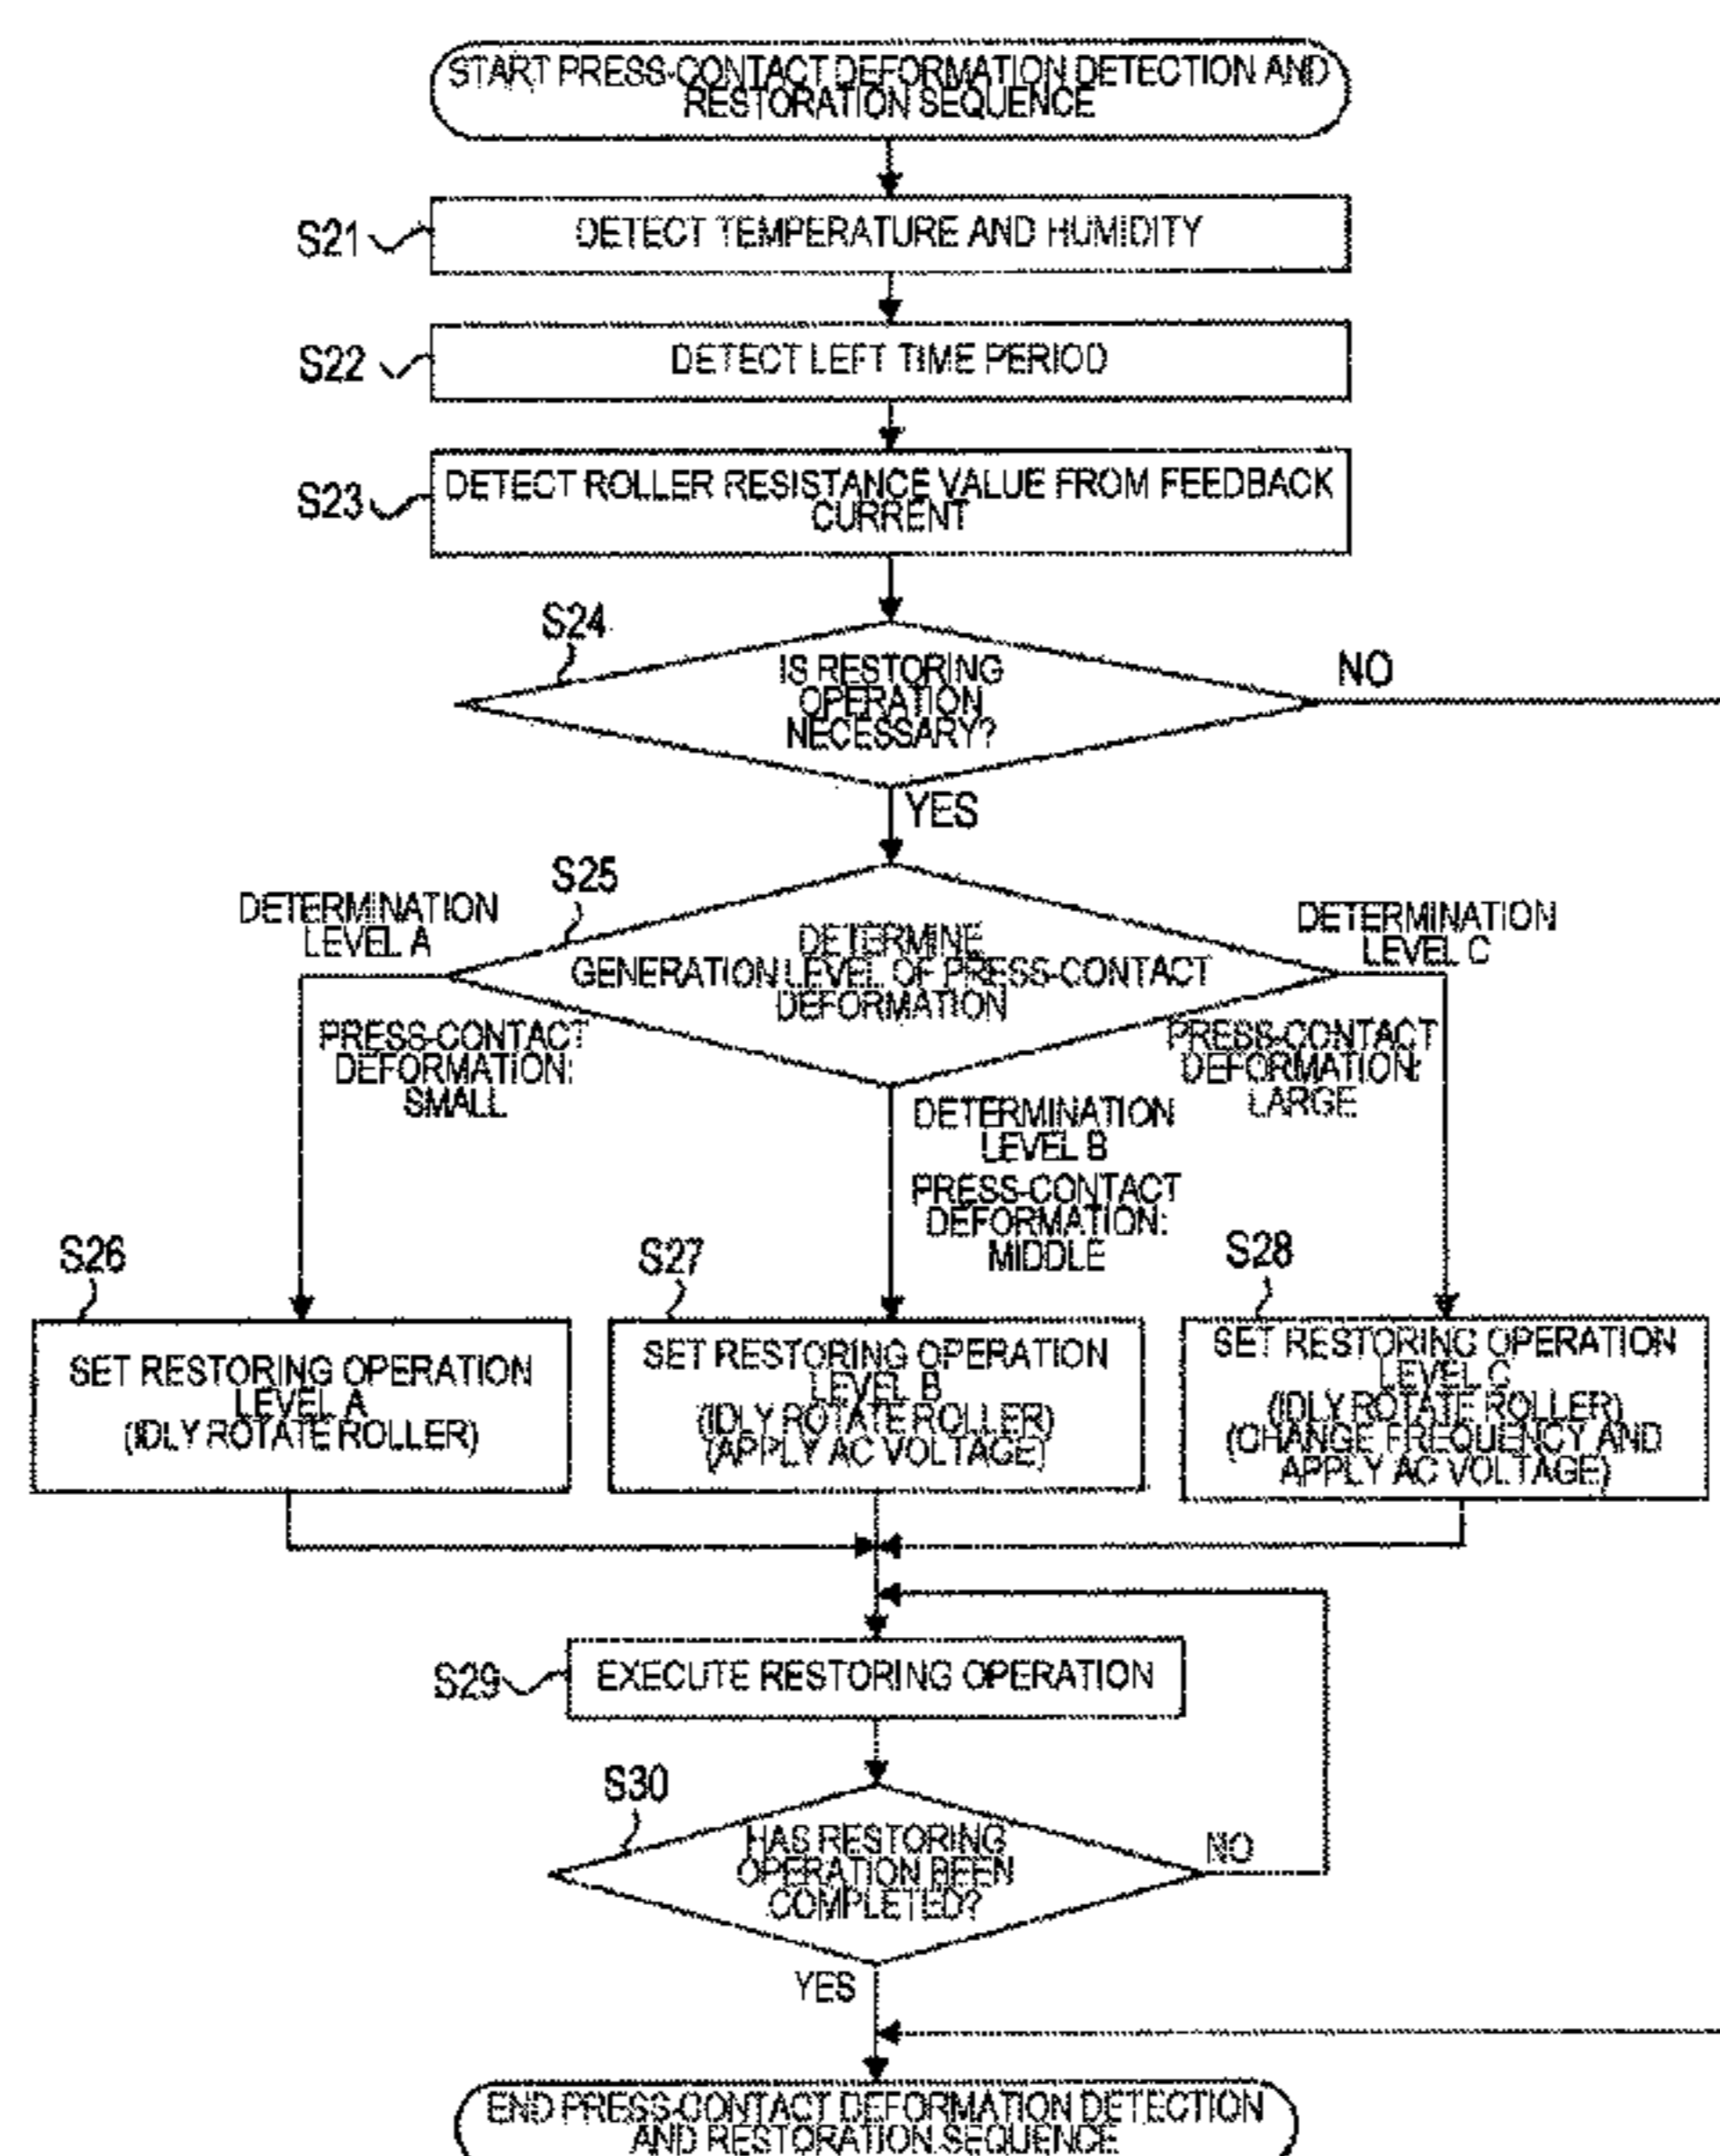 START PRESS-CONTACT DEFORMATION DETECTION AND
RESTORATION SEQUENCE
S21
DETECT TEMPERATURE AND HUMIDITY
S22
DETECT LEFT TIME PERIOD
S23
DETECT ROLLER RESISTANCE VALUE FROM FEEDBACK
CURRENT
S24
IS RESTORING
OPERATION
NECESSARY?
NO
YES
S25
DETERMINATION
LEVEL A
DETERMINE
GENERATION LEVEL OF PRESS-CONTACT
DEFORMATION
DETERMINATION
LEVEL C
PRESS-CONTACT
DEFORMATION:
SMALL
PRESS-CONTACT
DEFORMATION:
LARGE
DETERMINATION
LEVEL B
PRESS-CONTACT
DEFORMATION:
MIDDLE
S26
SET RESTORING OPERATION
LEVEL A
(IDLY ROTATE ROLLER)
S27
SET RESTORING OPERATION
LEVEL B
(IDLY ROTATE ROLLER)
(APPLY AC VOLTAGE)
S28
SET RESTORING OPERATION
LEVEL C
(IDLY ROTATE ROLLER)
(CHANGE FREQUENCY AND
APPLY AC VOLTAGE)
S29
EXECUTE RESTORING OPERATION
S30
HAS RESTORING
OPERATION BEEN
COMPLETED?
NO
YES
END PRESS-CONTACT DEFORMATION DETECTION
AND RESTORATION SEQUENCE